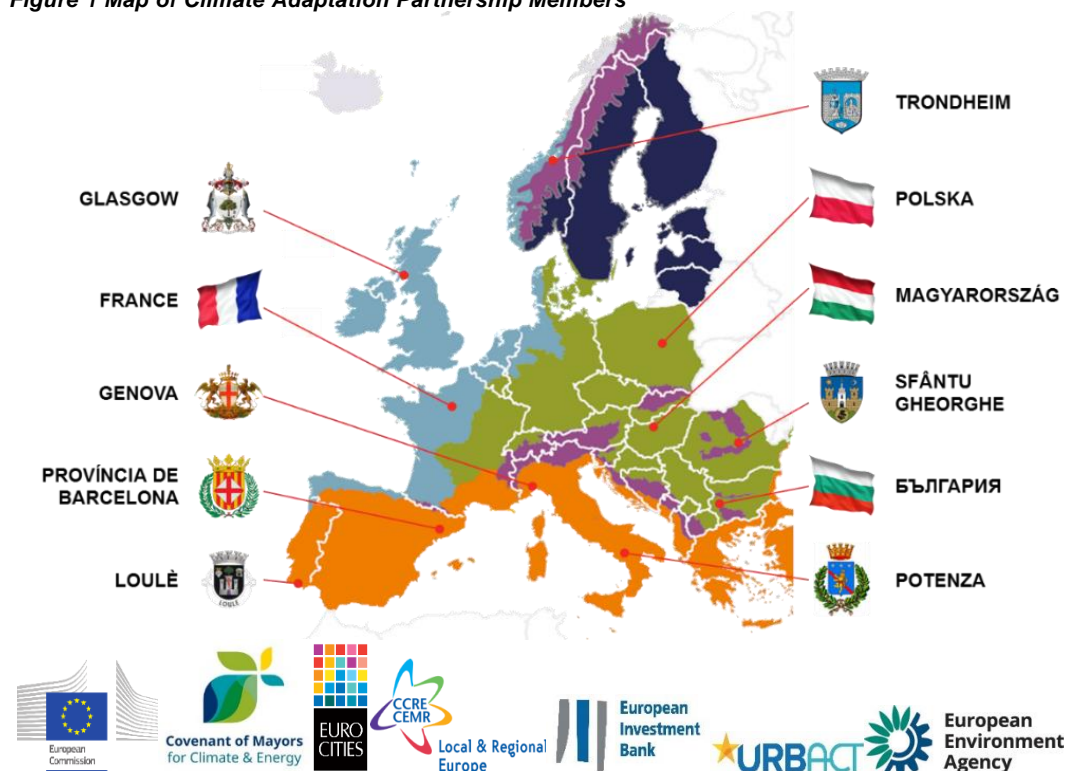 Figure 1 Map of Climate Adaptation Partnership Members
TRONDHEIM
GLASGOW
POLSKA
FRANCE
MAGYARORSZÁG
GENOVA
SFÂNTU
GHEORGHE
PROVÍNCIA DE
BARCELONA
БЪЛГАРИЯ
LOULÈ
LOULÉ
POTENZA
European
Commission
Covenant of Mayors
for Climate & Energy
EURO
CITIES
CCRE
CEMR
Local & Regional
Europe
European
Investment
Bank
URBACT
European
Environment
Agency